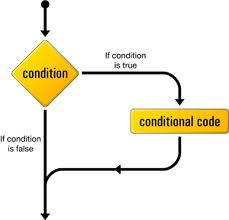 If condition
is true
condition
conditional code
If condition
is false